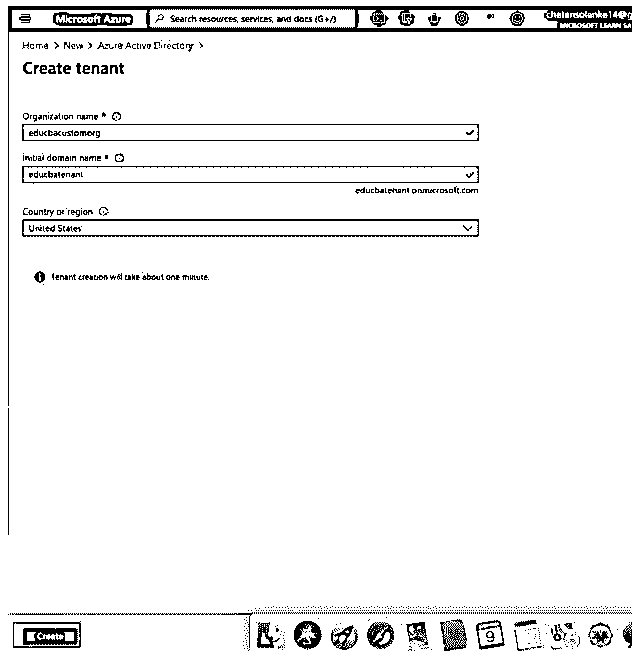 Microsoft Azure
Search resources, services, and docs (G+/)
chetansolanke14@g
MICROSOFT LEARN SA
Home > New > Azure Active Directory >
Create tenant
Organization name *
educbacustomorg
Initial domain name *
educbatenant
educbatenant.onmicrosoft.com
Country or region
United States
Tenant creation will take about one minute.
Create
9